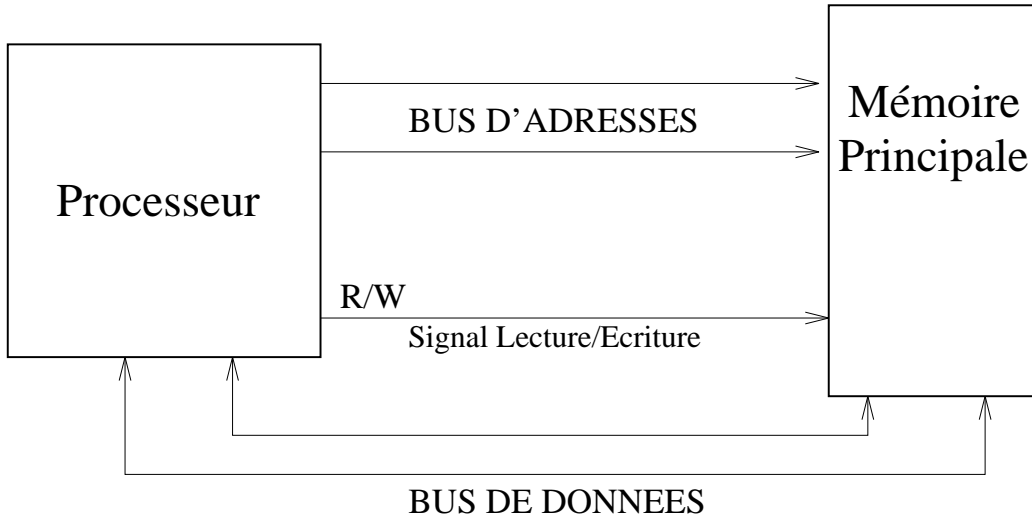 Processeur
BUS D'ADRESSES
Mémoire
Principale
R/W
Signal Lecture/Ecriture
BUS DE DONNEES